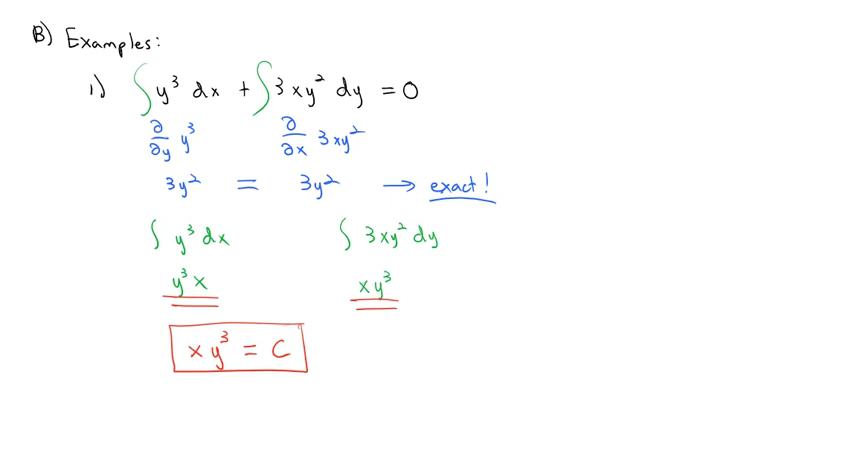 B) Examples:
1) ∫ y³ dx + ∫ 3xy² dy = 0
∂/∂y y³ ∂/∂x 3xy²
3y² = 3y² → exact!
∫ y³ dx ∫ 3xy² dy
y³x xy³
xy³ = C